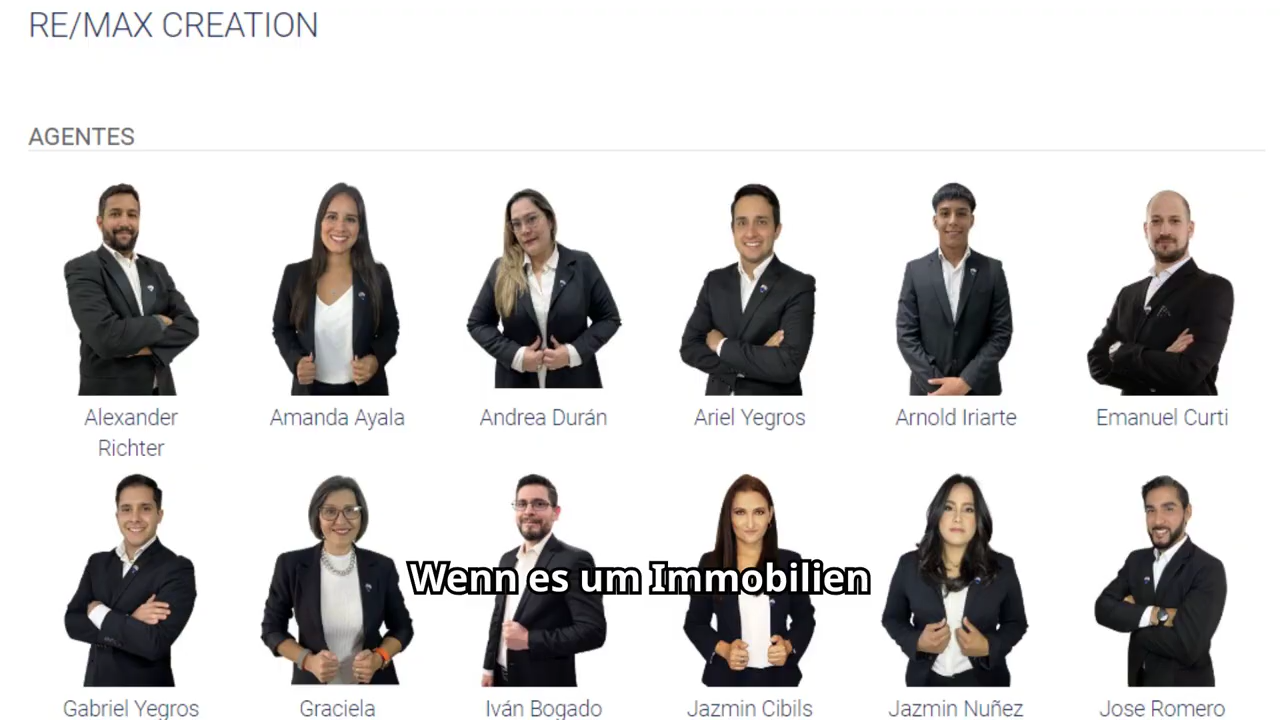 RE/MAX CREATION
AGENTES
Alexander Richter
Amanda Ayala
Andrea Durán
Ariel Yegros
Arnold Iriarte
Emanuel Curti
Wenn es um Immobilien
Gabriel Yegros
Graciela
Iván Bogado
Jazmin Cibils
Jazmin Nuñez
Jose Romero